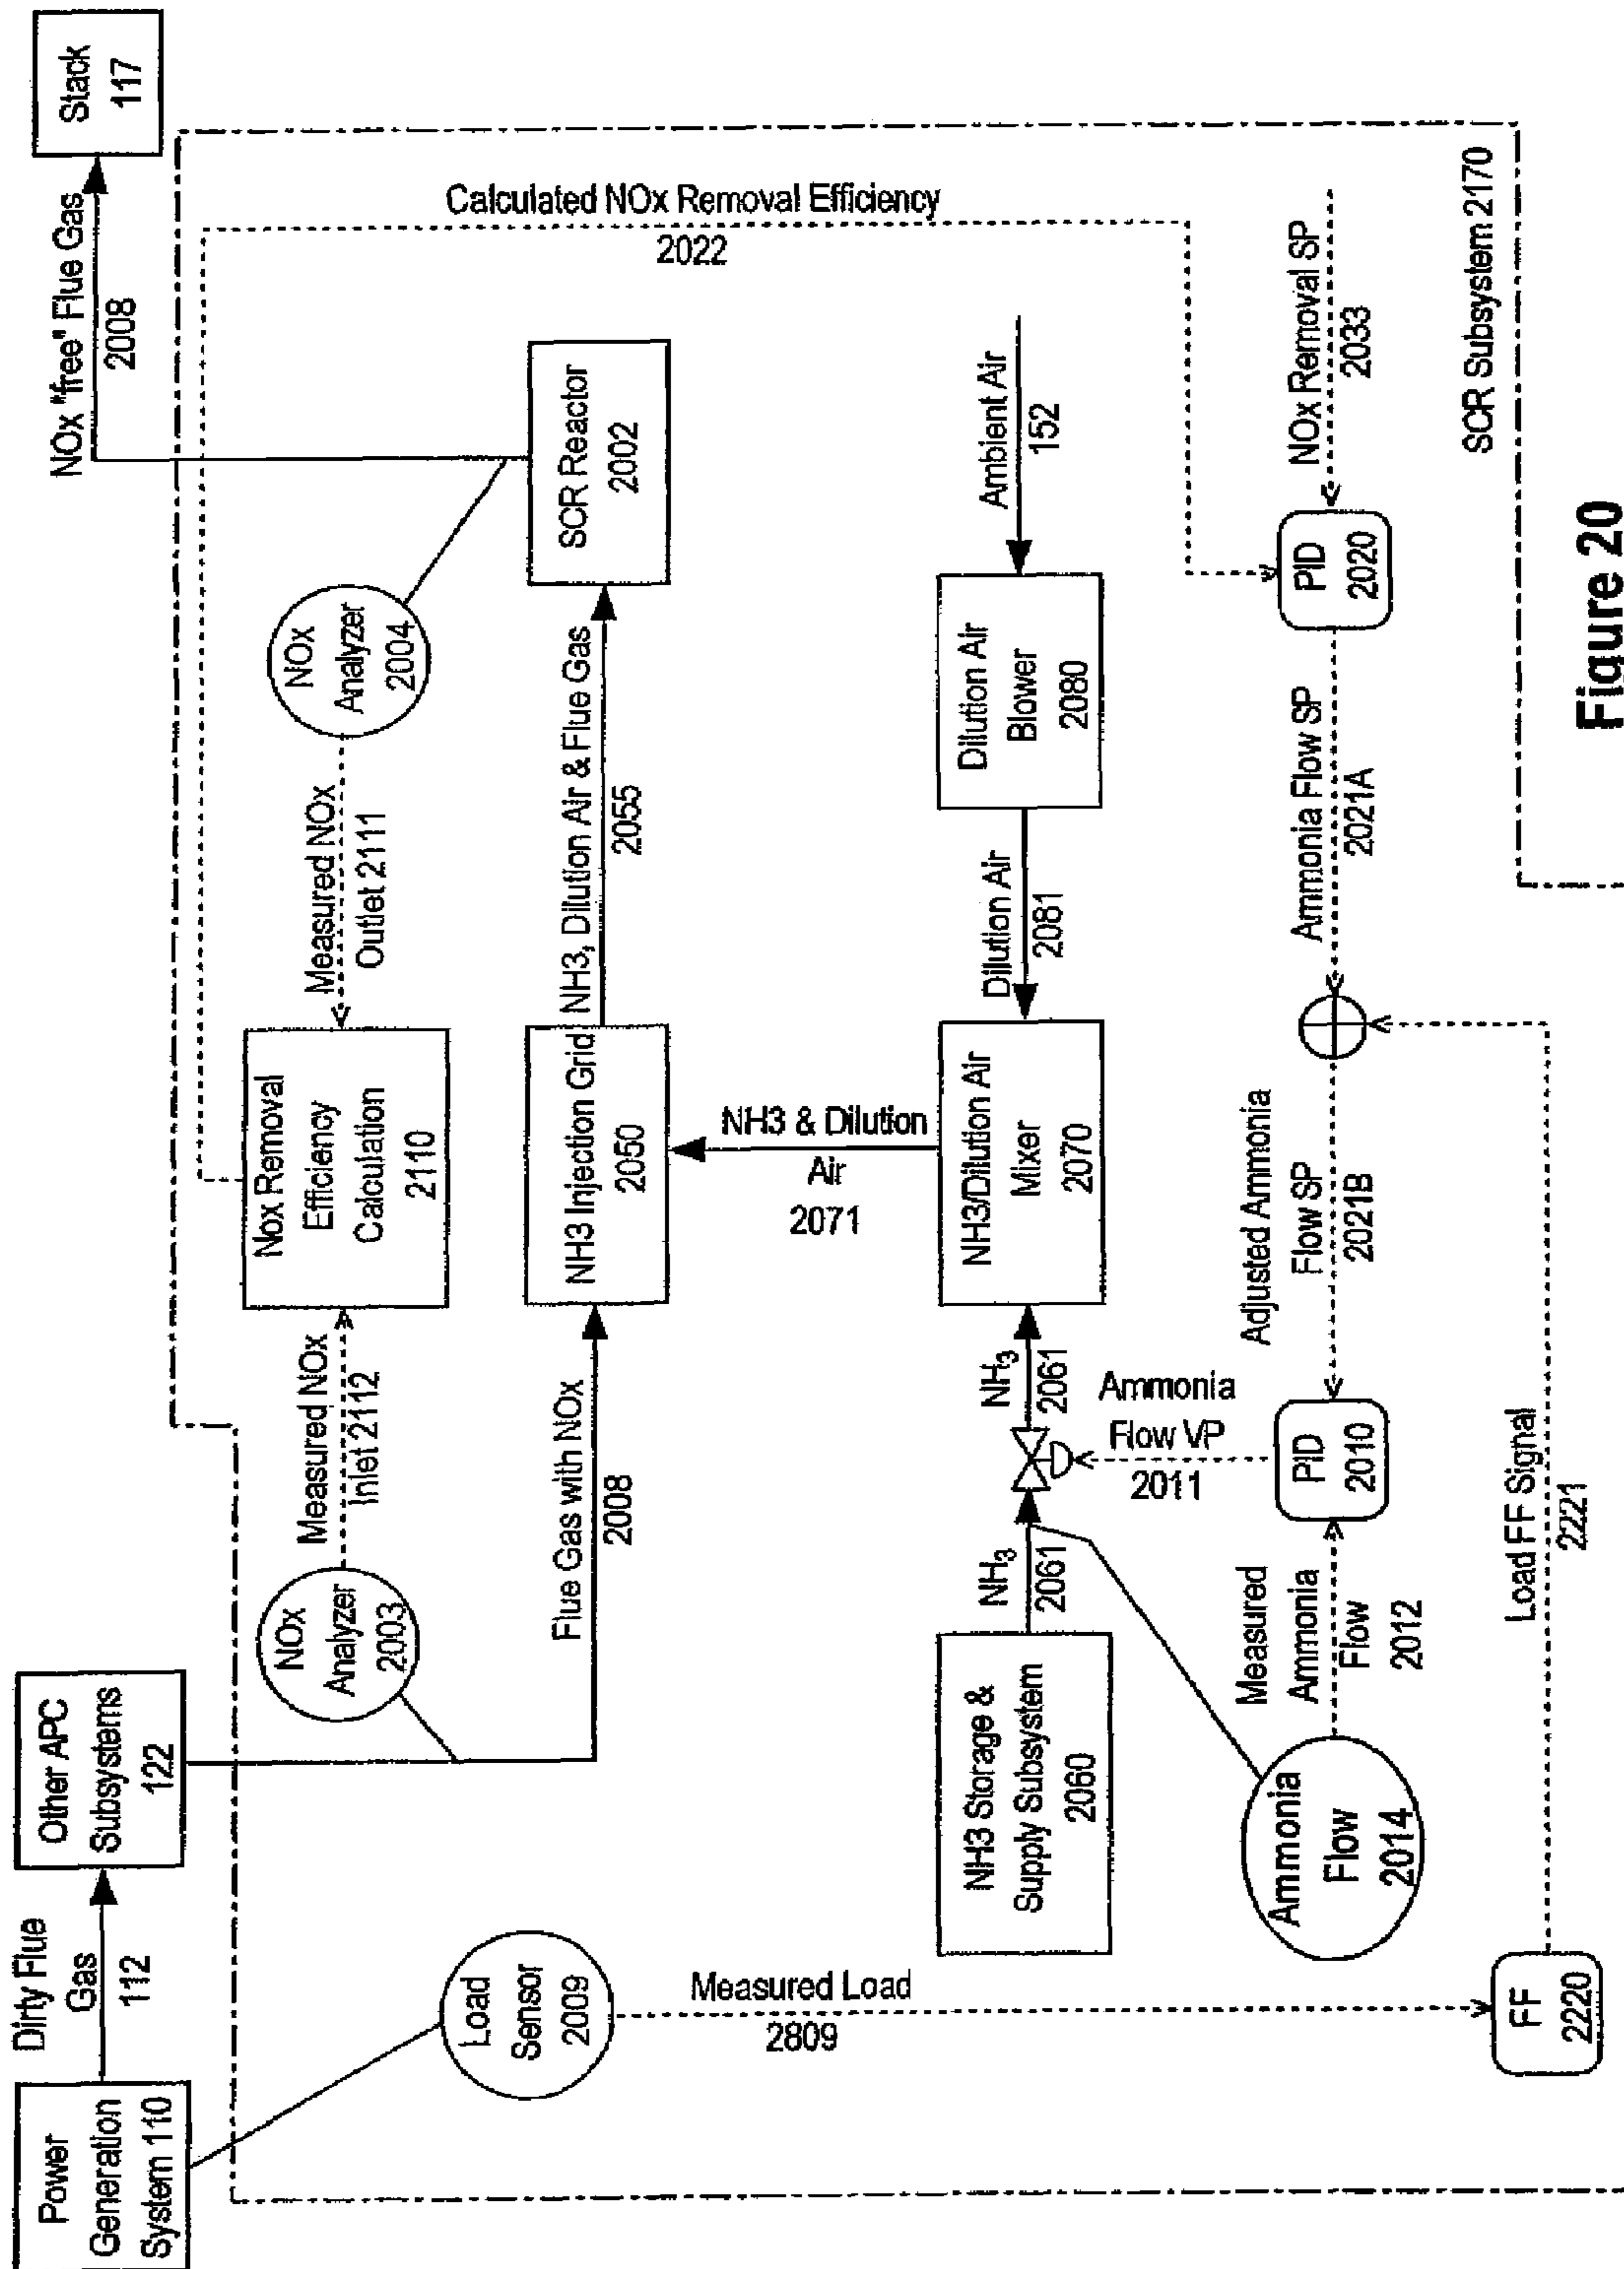 Power
Generation
System 110
Dirty Flue
Gas
112
Other APC
Subsystems
122
NOx "free" Flue Gas
2008
Stack
117
Calculated NOx Removal Efficiency
2022
NOx
Analyzer
2003
Measured NOx
Inlet 2112
Nox Removal
Efficiency
Calculation
2110
Measured NOx
Outlet 2111
NOx
Analyzer
2004
Load
Sensor
2009
Measured Load
2809
Flue Gas with NOx
2008
NH3 Injection Grid
2050
NH3, Dilution Air & Flue Gas
2055
SCR Reactor
2002
NH3 & Dilution
Air
2071
NH3 Storage &
Supply Subsystem
2060
NH₃
2061
NH₃
2061
NH3/Dilution Air
Mixer
2070
Dilution Air
2081
Dilution Air
Blower
2080
Ambient Air
152
Ammonia
Flow VP
2011
Ammonia
Flow
2014
Measured
Ammonia
Flow
2012
PID
2010
Adjusted Ammonia
Flow SP
2021B
Ammonia Flow SP
2021A
PID
2020
NOx Removal SP
2033
FF
2220
Load FF Signal
2221
SCR Subsystem 2170
Figure 20